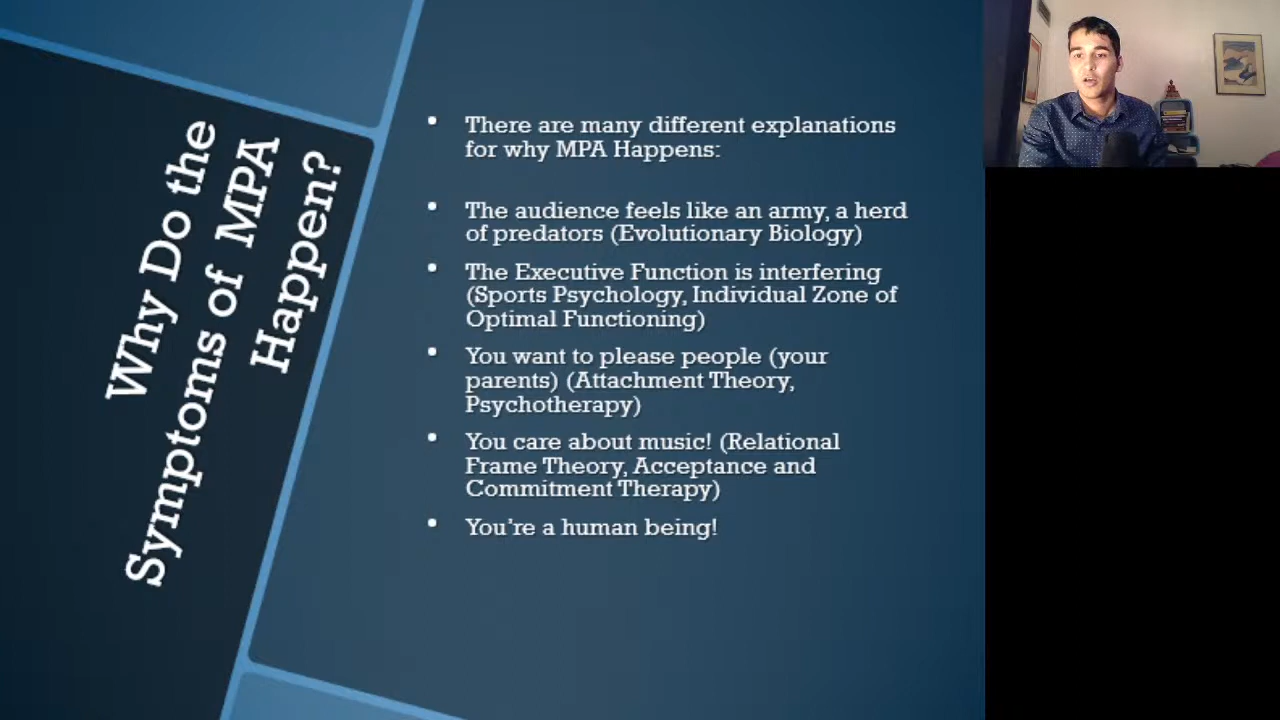 Why Do the
Symptoms of MPA
Happen?
There are many different explanations
for why MPA Happens:
The audience feels like an army, a herd
of predators (Evolutionary Biology)
The Executive Function is interfering
(Sports Psychology, Individual Zone of
Optimal Functioning)
You want to please people (your
parents) (Attachment Theory,
Psychotherapy)
You care about music! (Relational
Frame Theory, Acceptance and
Commitment Therapy)
You're a human being!